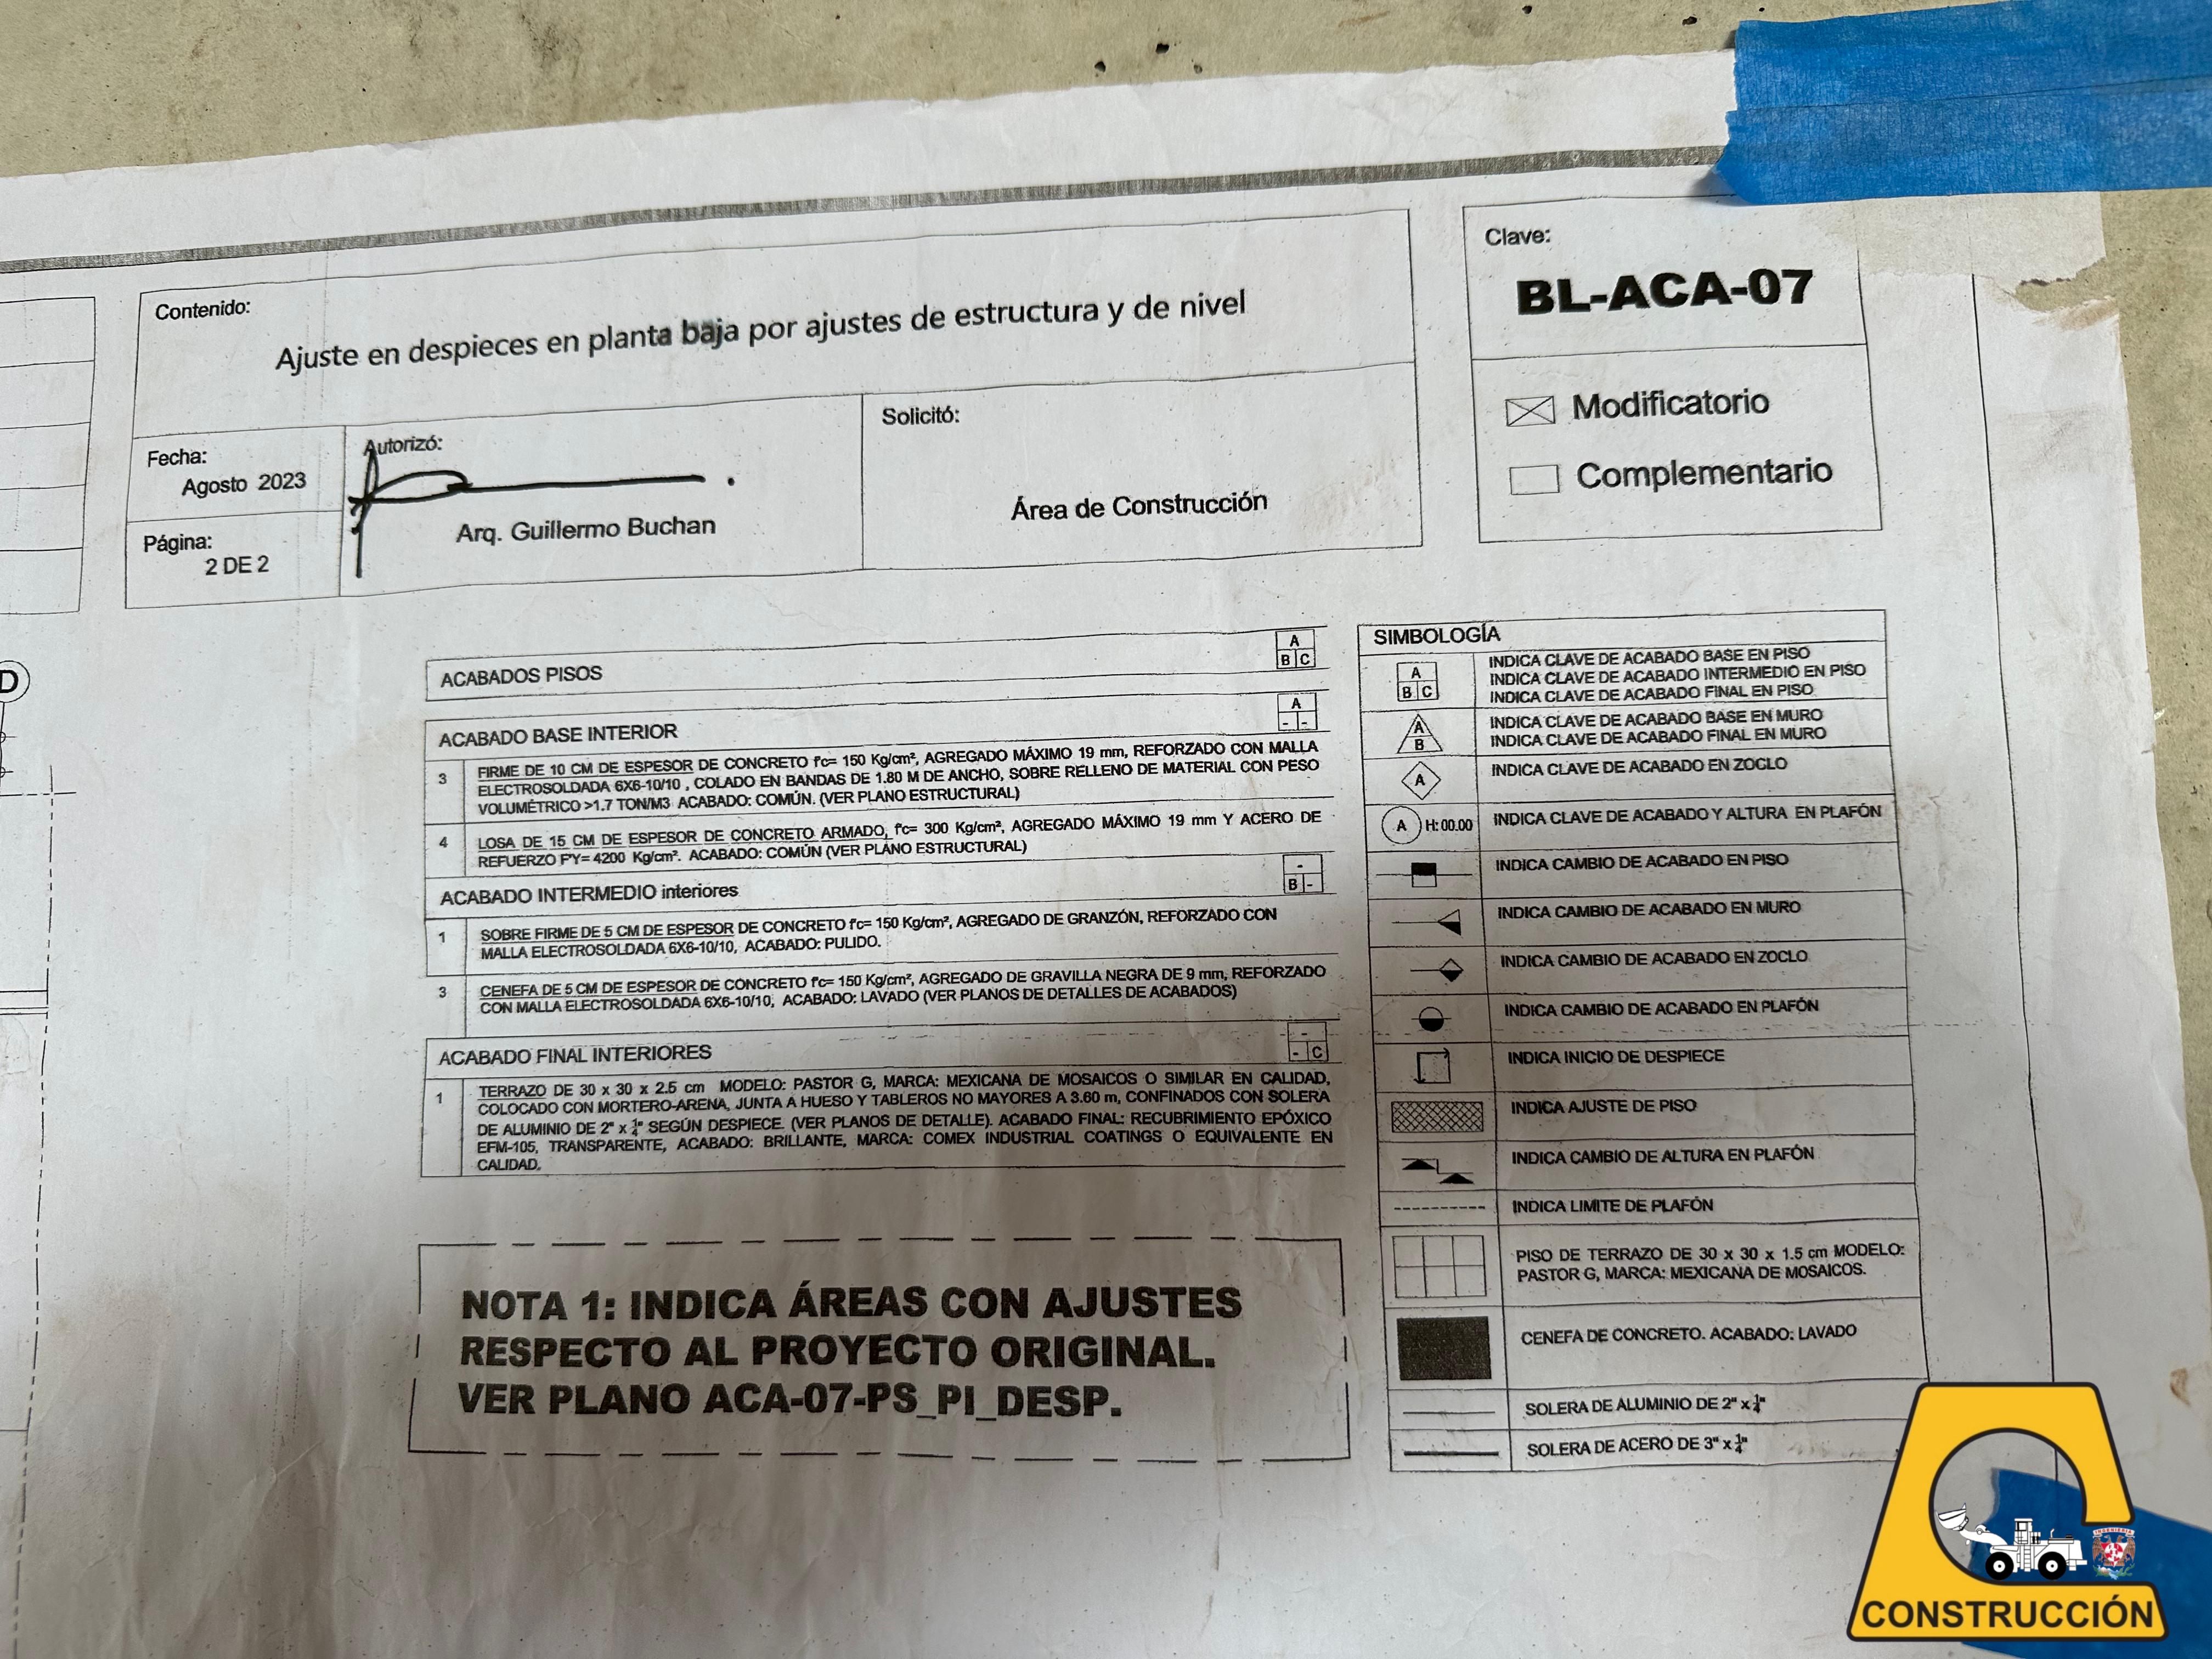 Contenido:
Ajuste en despieces en planta baja por ajustes de estructura y de nivel
Fecha:
Agosto 2023
Autorizó:
Arq. Guillermo Buchan
Solicitó:
Área de Construcción
Página:
2 DE 2
Clave:
BL-ACA-07
Modificatorio
Complementario
D
ACABADOS PISOS
A
B C
ACABADO BASE INTERIOR
A
- -
3
FIRME DE 10 CM DE ESPESOR DE CONCRETO f'c= 150 Kg/cm², AGREGADO MÁXIMO 19 mm, REFORZADO CON MALLA
ELECTROSOLDADA 6X6-10/10 , COLADO EN BANDAS DE 1.80 M DE ANCHO, SOBRE RELLENO DE MATERIAL CON PESO
VOLUMÉTRICO >1.7 TON/M3 ACABADO: COMÚN. (VER PLANO ESTRUCTURAL)
4
LOSA DE 15 CM DE ESPESOR DE CONCRETO ARMADO, f'c= 300 Kg/cm², AGREGADO MÁXIMO 19 mm Y ACERO DE
REFUERZO F'Y= 4200 Kg/cm². ACABADO: COMÚN (VER PLANO ESTRUCTURAL)
ACABADO INTERMEDIO interiores
-
B -
1
SOBRE FIRME DE 5 CM DE ESPESOR DE CONCRETO f'c= 150 Kg/cm², AGREGADO DE GRANZÓN, REFORZADO CON
MALLA ELECTROSOLDADA 6X6-10/10, ACABADO: PULIDO.
3
CENEFA DE 5 CM DE ESPESOR DE CONCRETO f'c= 150 Kg/cm², AGREGADO DE GRAVILLA NEGRA DE 9 mm, REFORZADO
CON MALLA ELECTROSOLDADA 6X6-10/10, ACABADO: LAVADO (VER PLANOS DE DETALLES DE ACABADOS)
ACABADO FINAL INTERIORES
-
- C
1
TERRAZO DE 30 x 30 x 2.5 cm MODELO: PASTOR G, MARCA: MEXICANA DE MOSAICOS O SIMILAR EN CALIDAD,
COLOCADO CON MORTERO-ARENA, JUNTA A HUESO Y TABLEROS NO MAYORES A 3.60 m, CONFINADOS CON SOLERA
DE ALUMINIO DE 2" x ¼" SEGÚN DESPIECE. (VER PLANOS DE DETALLE). ACABADO FINAL: RECUBRIMIENTO EPÓXICO
EFM-105, TRANSPARENTE, ACABADO: BRILLANTE, MARCA: COMEX INDUSTRIAL COATINGS O EQUIVALENTE EN
CALIDAD.
NOTA 1: INDICA ÁREAS CON AJUSTES
RESPECTO AL PROYECTO ORIGINAL.
VER PLANO ACA-07-PS_PI_DESP.
SIMBOLOGÍA
A
B C
INDICA CLAVE DE ACABADO BASE EN PISO
INDICA CLAVE DE ACABADO INTERMEDIO EN PISO
INDICA CLAVE DE ACABADO FINAL EN PISO
A
B
INDICA CLAVE DE ACABADO BASE EN MURO
INDICA CLAVE DE ACABADO FINAL EN MURO
A
INDICA CLAVE DE ACABADO EN ZOCLO
A H: 00.00
INDICA CLAVE DE ACABADO Y ALTURA EN PLAFÓN
INDICA CAMBIO DE ACABADO EN PISO
INDICA CAMBIO DE ACABADO EN MURO
INDICA CAMBIO DE ACABADO EN ZOCLO
INDICA CAMBIO DE ACABADO EN PLAFÓN
INDICA INICIO DE DESPIECE
INDICA AJUSTE DE PISO
INDICA CAMBIO DE ALTURA EN PLAFÓN
INDICA LIMITE DE PLAFÓN
PISO DE TERRAZO DE 30 x 30 x 1.5 cm MODELO:
PASTOR G, MARCA: MEXICANA DE MOSAICOS.
CENEFA DE CONCRETO. ACABADO: LAVADO
SOLERA DE ALUMINIO DE 2" x ¼"
SOLERA DE ACERO DE 3" x ¼"
INGENIERIA
CONSTRUCCIÓN